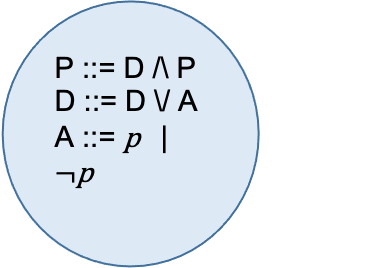 P ::= D /\ P
D ::= D \/ A
A ::= p |
¬p